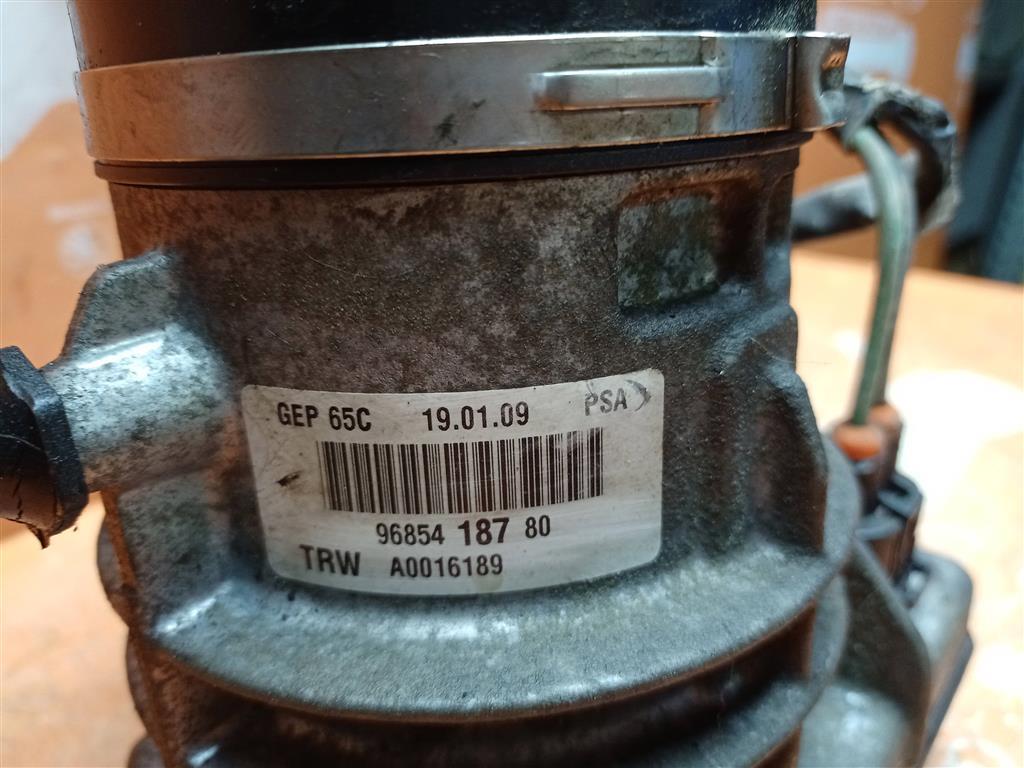 GEP 65C 19.01.09 PSA
96854 187 80
TRW A0016189